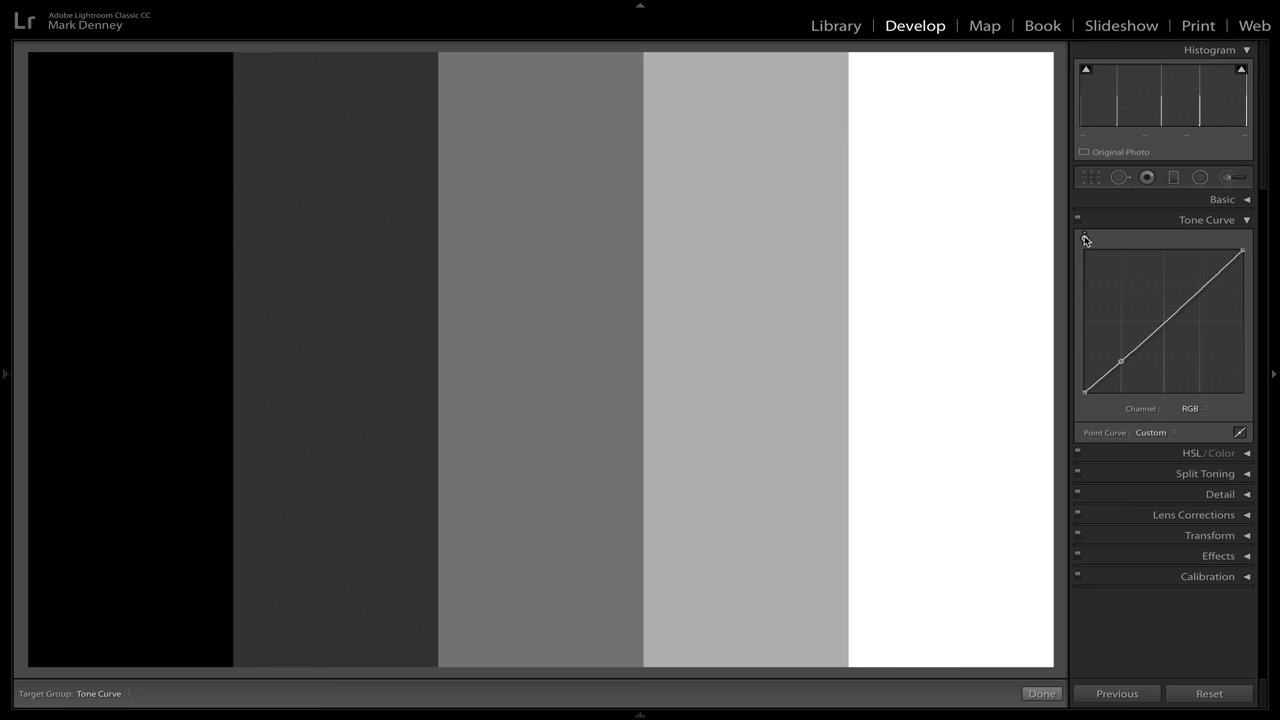 Lr
Adobe Lightroom Classic CC
Mark Denney
Library | Develop | Map | Book | Slideshow | Print | Web
Histogram
Original Photo
Basic
Tone Curve
Channel : RGB
Point Curve : Custom
HSL / Color
Split Toning
Detail
Lens Corrections
Transform
Effects
Calibration
Target Group: Tone Curve
Done
Previous
Reset